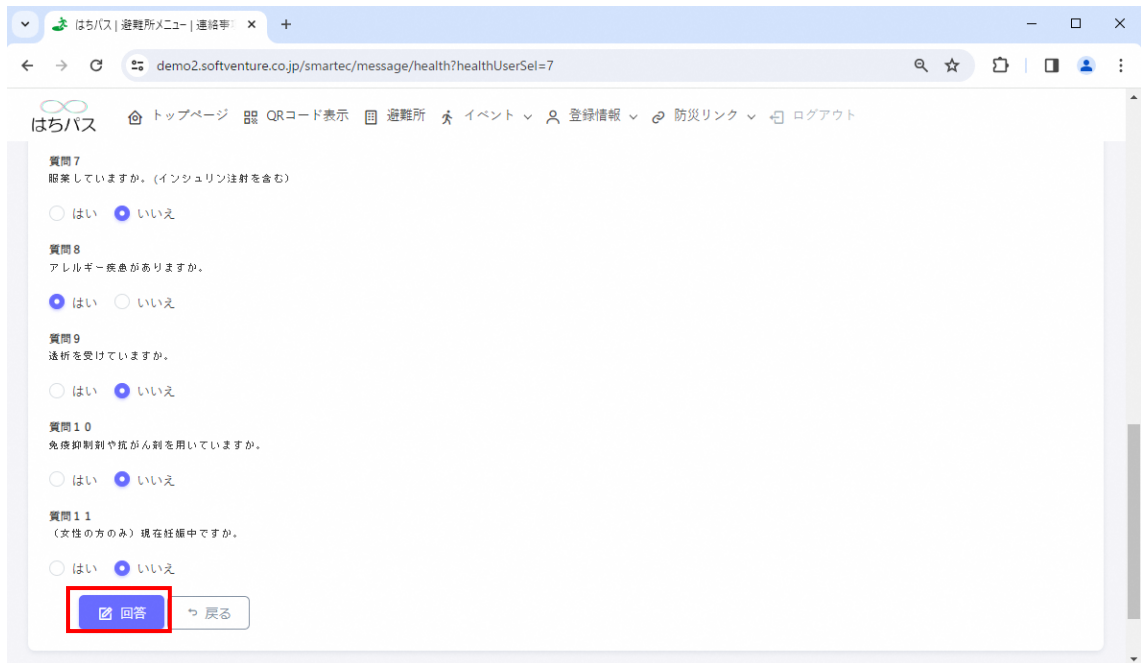 はちパス | 避難所メニュー | 連絡事
demo2.softventure.co.jp/smartec/message/health?healthUserSel=7
はちパス
トップページ QRコード表示 避難所 イベント 登録情報 防災リンク ログアウト
質問7
服薬していますか。(インシュリン注射を含む)
はい いいえ
質問8
アレルギー疾患がありますか。
はい いいえ
質問9
透析を受けていますか。
はい いいえ
質問10
免疫抑制剤や抗がん剤を用いていますか。
はい いいえ
質問11
（女性の方のみ）現在妊娠中ですか。
はい いいえ
回答 戻る